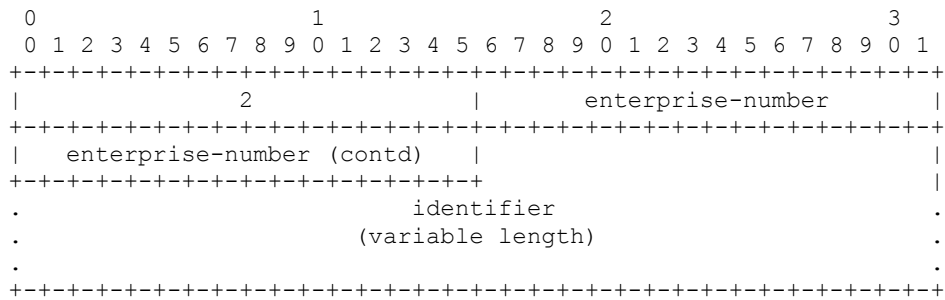 0                   1                   2                   3
 0 1 2 3 4 5 6 7 8 9 0 1 2 3 4 5 6 7 8 9 0 1 2 3 4 5 6 7 8 9 0 1
+-+-+-+-+-+-+-+-+-+-+-+-+-+-+-+-+-+-+-+-+-+-+-+-+-+-+-+-+-+-+-+-+
|               2               |       enterprise-number       |
+-+-+-+-+-+-+-+-+-+-+-+-+-+-+-+-+-+-+-+-+-+-+-+-+-+-+-+-+-+-+-+-+
|   enterprise-number (contd)   |                               |
+-+-+-+-+-+-+-+-+-+-+-+-+-+-+-+-+                               |
.                           identifier                          .
.                       (variable length)                       .
.                                                               .
+-+-+-+-+-+-+-+-+-+-+-+-+-+-+-+-+-+-+-+-+-+-+-+-+-+-+-+-+-+-+-+-+